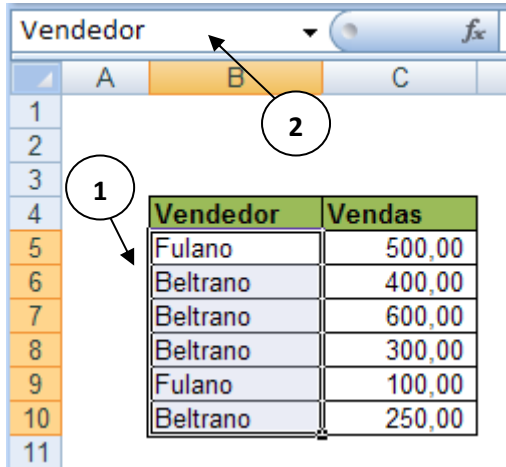 Vendedor fx
A B C
1
2 2
3
1
4 Vendedor Vendas
5 Fulano 500,00
6 Beltrano 400,00
7 Beltrano 600,00
8 Beltrano 300,00
9 Fulano 100,00
10 Beltrano 250,00
11